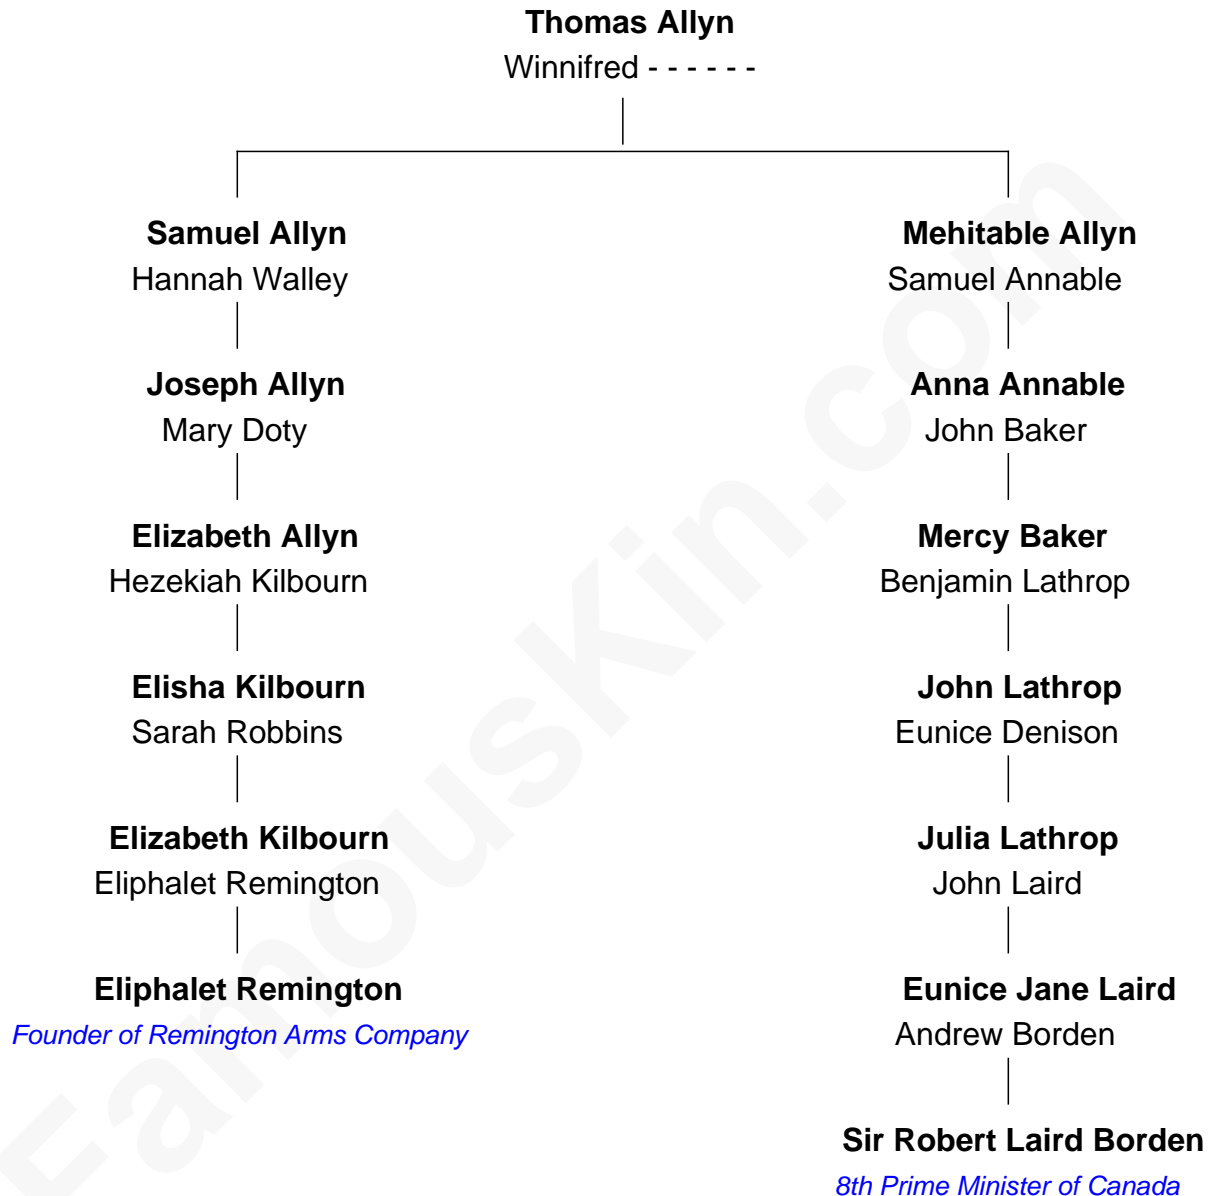 Thomas Allyn
Winnifred - - - - - -
Samuel Allyn
Hannah Walley
Mehitable Allyn
Samuel Annable
Joseph Allyn
Mary Doty
Anna Annable
John Baker
Elizabeth Allyn
Hezekiah Kilbourn
Mercy Baker
Benjamin Lathrop
Elisha Kilbourn
Sarah Robbins
John Lathrop
Eunice Denison
Elizabeth Kilbourn
Eliphalet Remington
Julia Lathrop
John Laird
Eliphalet Remington
Founder of Remington Arms Company
Eunice Jane Laird
Andrew Borden
Sir Robert Laird Borden
8th Prime Minister of Canada
FamousKin.com